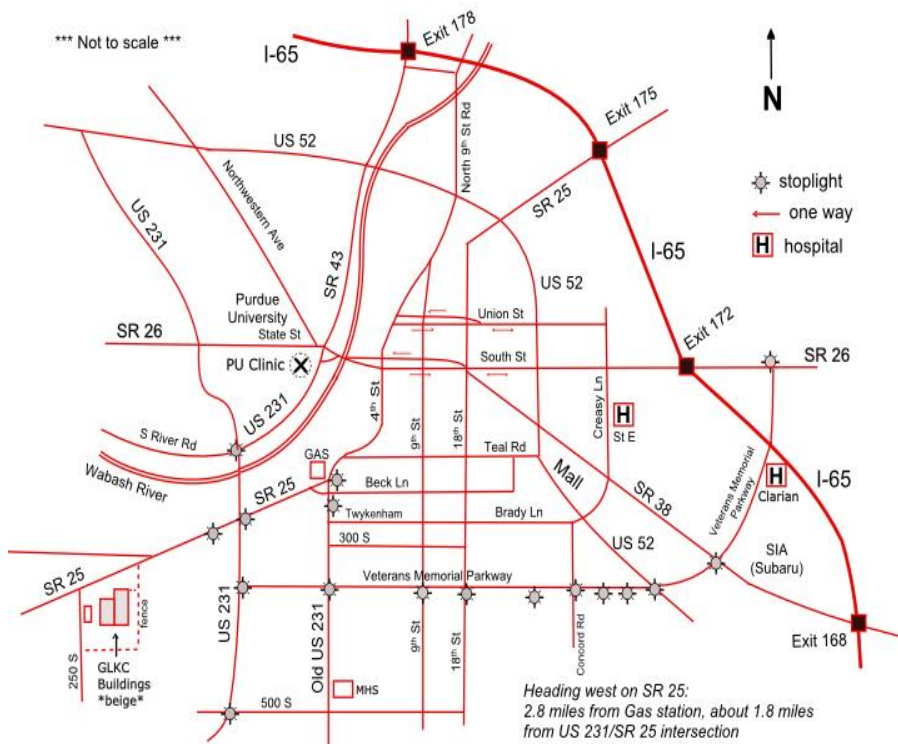 *** Not to scale ***
I-65
Exit 178
N
Exit 175
US 52
North 9th St Rd
Northwestern Ave
SR 25
stoplight
one way
H hospital
US 231
SR 43
I-65
US 52
Purdue
University
State St
Union St
Exit 172
SR 26
South St
SR 26
PU Clinic
4th St
9th St
18th St
Creasy Ln
H
St E
US 231
S River Rd
Teal Rd
Mall
GAS
Wabash River
SR 25
Beck Ln
SR 38
Veterans Memorial
Parkway
H
Clarian
I-65
Twykenham
Brady Ln
300 S
US 52
SIA
(Subaru)
Veterans Memorial Parkway
SR 25
fence
US 231
Old US 231
9th St
18th St
Concord Rd
Exit 168
250 S
GLKC
Buildings
*beige*
MHS
500 S
Heading west on SR 25:
2.8 miles from Gas station, about 1.8 miles
from US 231/SR 25 intersection